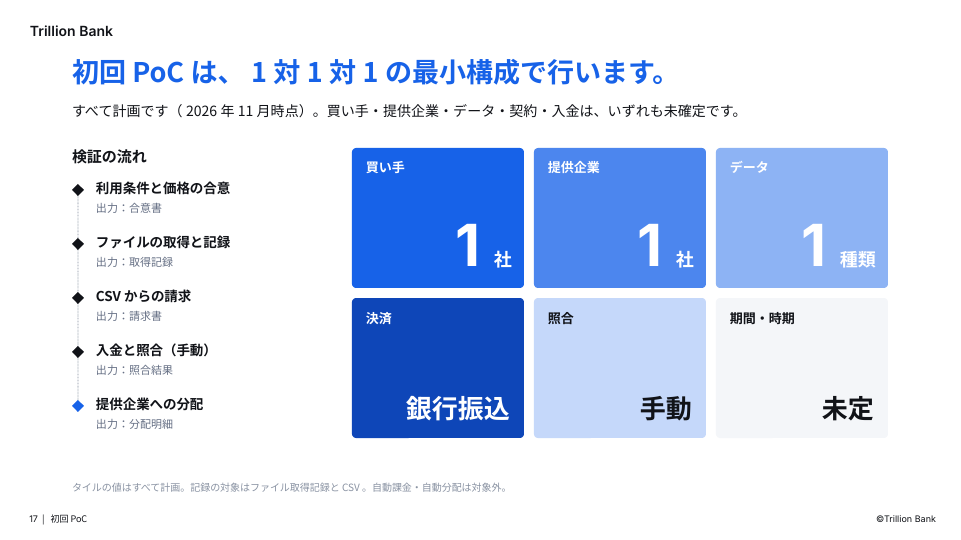 Trillion Bank
初回 PoC は、 1 対 1 対 1 の最小構成で行います。
すべて計画です（ 2026 年 11 月時点）。買い手・提供企業・データ・契約・入金は、いずれも未確定です。
検証の流れ
利用条件と価格の合意
出力：合意書
ファイルの取得と記録
出力：取得記録
CSV からの請求
出力：請求書
入金と照合（手動）
出力：照合結果
提供企業への分配
出力：分配明細
買い手
1 社
提供企業
1 社
データ
1 種類
決済
銀行振込
照合
手動
期間・時期
未定
タイルの値はすべて計画。記録の対象はファイル取得記録と CSV 。自動課金・自動分配は対象外。
17 | 初回 PoC
©Trillion Bank